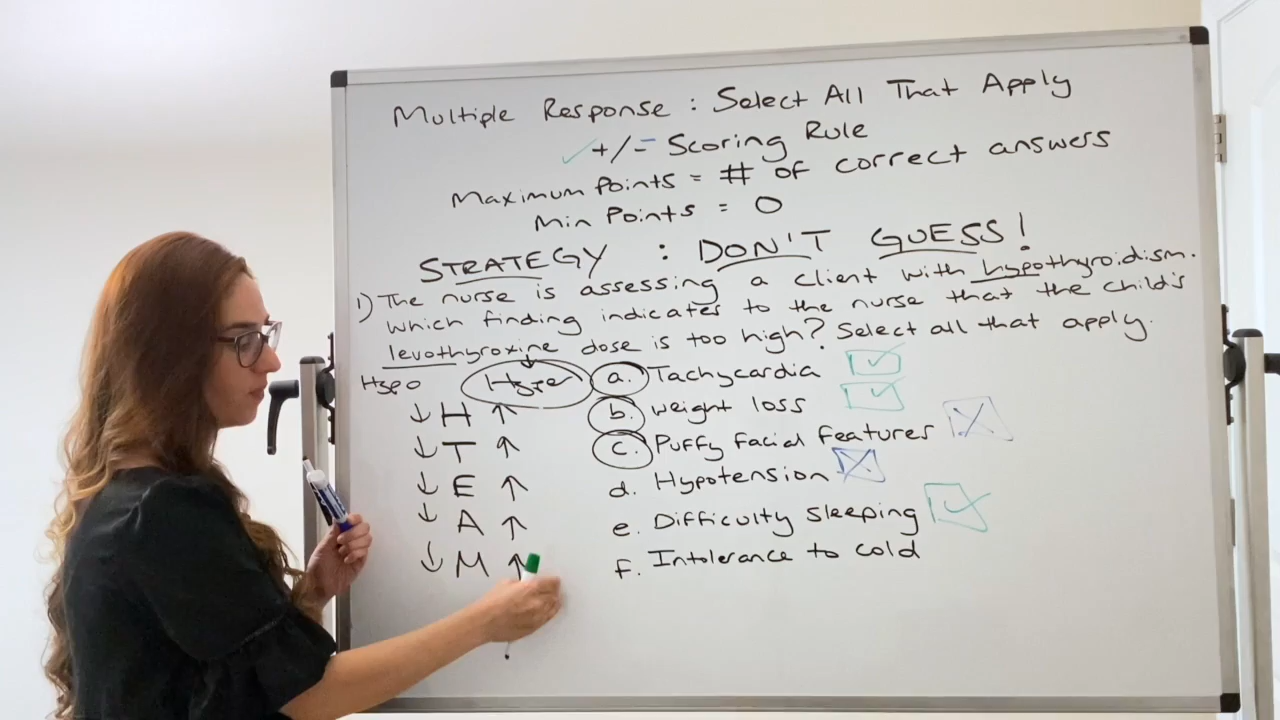 Multiple Response : Select All That Apply
✓ +/- Scoring Rule
Maximum Points = # of correct answers
Min Points = 0
STRATEGY : DON'T GUESS!
1) The nurse is assessing a client with hypothyroidism.
which finding indicates to the nurse that the child's
levothyroxine dose is too high? Select all that apply.
Hypo Hyper
↓ H ↑
↓ T ↑
↓ E ↑
↓ A ↑
↓ M ↑
a. Tachycardia ✓
b. weight loss ✓
c. Puffy facial features X
d. Hypotension X
e. Difficulty sleeping ✓
f. Intolerance to cold